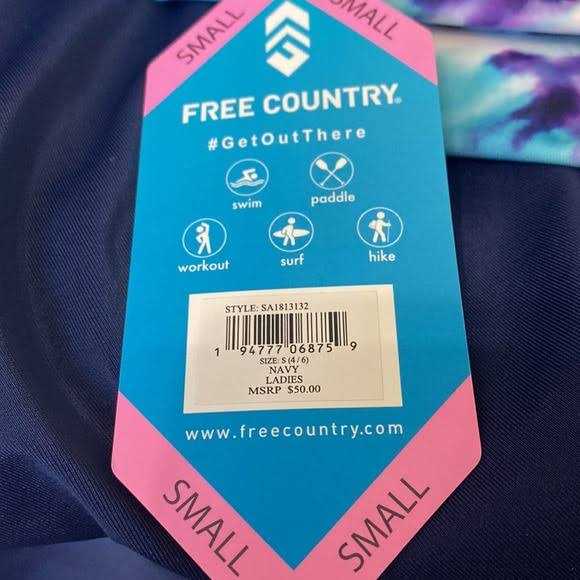 SMALL
SMALL
FREE COUNTRY®
#GetOutThere
swim
paddle
workout
surf
hike
STYLE: SA1813132
1 94777 06875 9
SIZE: S (4 / 6)
NAVY
LADIES
MSRP $50.00
www.freecountry.com
SMALL
SMALL